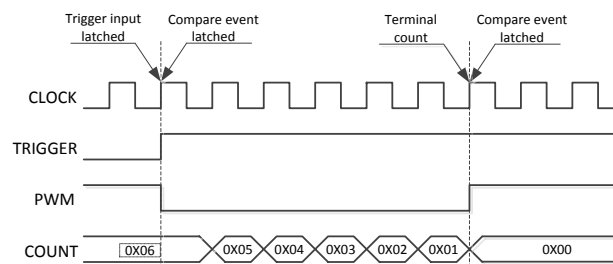 Trigger input latched
Compare event latched
Terminal count
Compare event latched
CLOCK
TRIGGER
PWM
COUNT 0X06 0X05 0X04 0X03 0X02 0X01 0X00